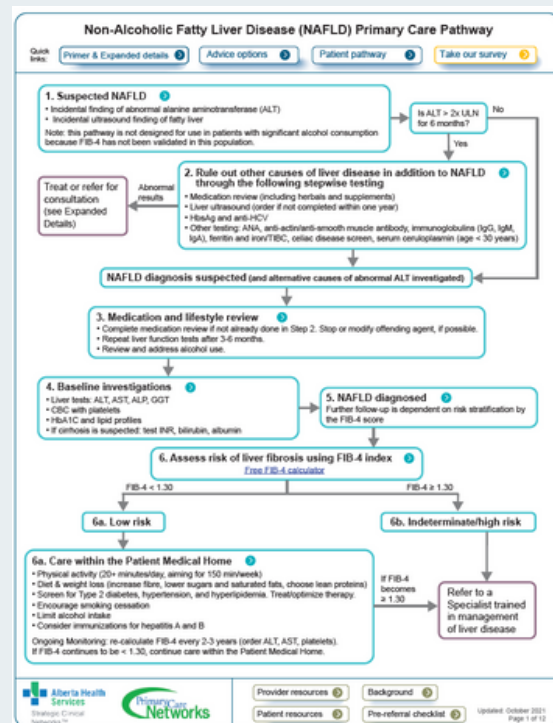 Non-Alcoholic Fatty Liver Disease (NAFLD) Primary Care Pathway
Quick links:
Primer & Expanded details
Advice options
Patient pathway
Take our survey
1. Suspected NAFLD
• Incidental finding of abnormal alanine aminotransferase (ALT)
• Incidental ultrasound finding of fatty liver
Note: this pathway is not designed for use in patients with significant alcohol consumption
because FIB-4 has not been validated in this population.
Is ALT > 2x ULN
for 6 months?
No
Yes
2. Rule out other causes of liver disease in addition to NAFLD
through the following stepwise testing
• Medication review (including herbals and supplements)
• Liver ultrasound (order if not completed within one year)
• HbsAg and anti-HCV
• Other testing: ANA, anti-actin/anti-smooth muscle antibody, immunoglobulins (IgG, IgM,
IgA), ferritin and iron/TIBC, celiac disease screen, serum ceruloplasmin (age < 30 years)
Abnormal
results
Treat or refer for
consultation
(see Expanded
Details)
NAFLD diagnosis suspected (and alternative causes of abnormal ALT investigated)
3. Medication and lifestyle review
• Complete medication review if not already done in Step 2. Stop or modify offending agent, if possible.
• Repeat liver function tests after 3-6 months.
• Review and address alcohol use.
4. Baseline investigations
• Liver tests: ALT, AST, ALP, GGT
• CBC with platelets
• HbA1C and lipid profiles
• If cirrhosis is suspected: test INR, bilirubin, albumin
5. NAFLD diagnosed
Further follow-up is dependent on risk stratification by
the FIB-4 score
6. Assess risk of liver fibrosis using FIB-4 index
Free FIB-4 calculator
FIB-4 < 1.30
FIB-4 ≥ 1.30
6a. Low risk
6b. Indeterminate/high risk
6a. Care within the Patient Medical Home
• Physical activity (20+ minutes/day, aiming for 150 min/week)
• Diet & weight loss (increase fibre, lower sugars and saturated fats, choose lean proteins)
• Screen for Type 2 diabetes, hypertension, and hyperlipidemia. Treat/optimize therapy.
• Encourage smoking cessation
• Limit alcohol intake
• Consider immunizations for hepatitis A and B
Ongoing Monitoring: re-calculate FIB-4 every 2-3 years (order ALT, AST, platelets).
If FIB-4 continues to be < 1.30, continue care within the Patient Medical Home.
If FIB-4
becomes
≥ 1.30
Refer to a
Specialist trained
in management
of liver disease
Alberta Health
Services
Strategic Clinical
Networks™
Primary Care
Networks
Provider resources
Background
Patient resources
Pre-referral checklist
Updated: October 2021
Page 1 of 12